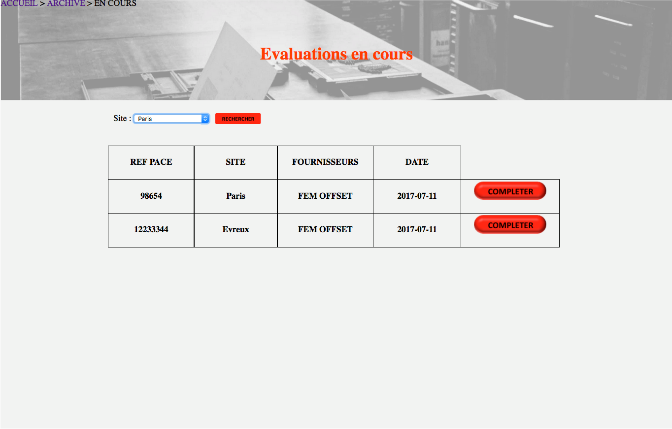 ACCUEIL > ARCHIVE > EN COURS
Evaluations en cours
Site : Paris RECHERCHER
REF PACE SITE FOURNISSEURS DATE
98654 Paris FEM OFFSET 2017-07-11 COMPLETER
12233344 Evreux FEM OFFSET 2017-07-11 COMPLETER